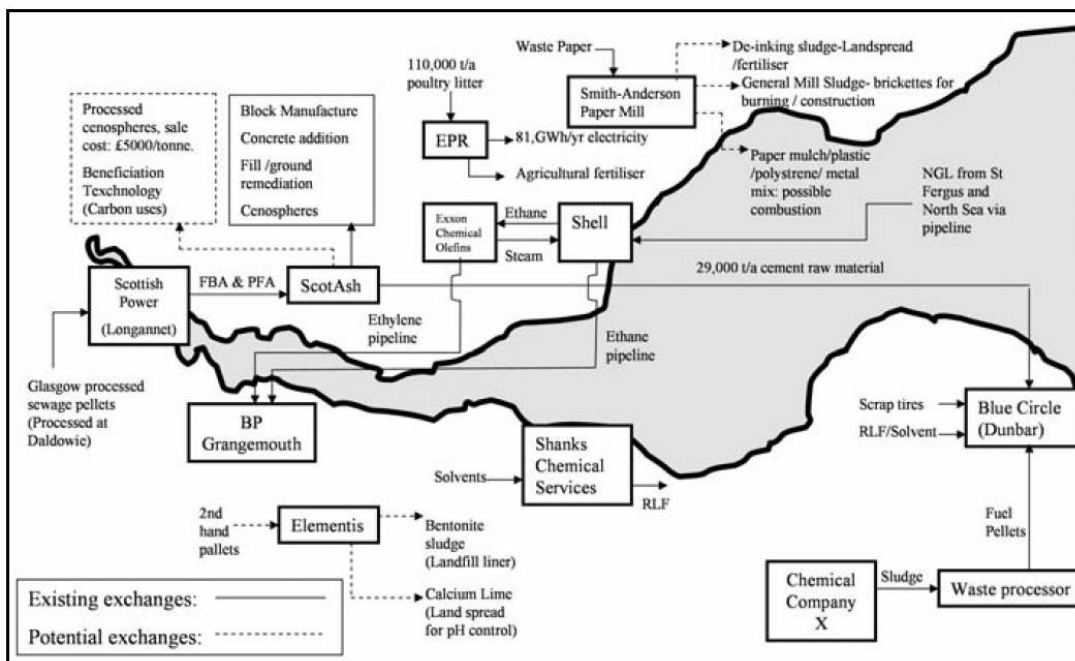 Waste Paper
De-inking sludge-Landspread
/fertiliser
General Mill Sludge- brickettes for
burning / construction
Smith-Anderson
Paper Mill
Paper mulch/plastic
/polystrene/ metal
mix: possible
combustion
110,000 t/a
poultry litter
EPR
81,GWh/yr electricity
Agricultural fertiliser
Processed
cenospheres, sale
cost: £5000/tonne.
Beneficiation
Texchnology
(Carbon uses)
Block Manufacture
Concrete addition
Fill /ground
remediation
Cenospheres
Exxon
Chemical
Olefins
Ethane
Steam
Shell
NGL from St
Fergus and
North Sea via
pipeline
29,000 t/a cement raw material
Scottish
Power
(Longannet)
FBA & PFA
ScotAsh
Ethylene
pipeline
Ethane
pipeline
Glasgow processed
sewage pellets
(Processed at
Daldowie)
BP
Grangemouth
Solvents
Shanks
Chemical
Services
RLF
Scrap tires
RLF/Solvent
Blue Circle
(Dunbar)
2nd
hand
pallets
Elementis
Bentonite
sludge
(Landfill liner)
Calcium Lime
(Land spread
for pH control)
Fuel
Pellets
Chemical
Company
X
Sludge
Waste processor
Existing exchanges:
Potential exchanges: